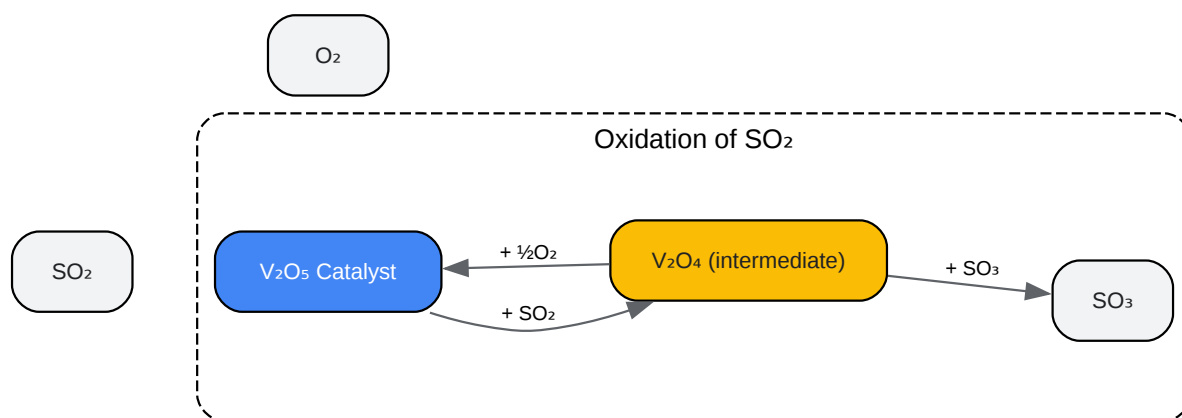 O₂
Oxidation of SO₂
SO₂
V₂O₅ Catalyst
+ ½O₂
V₂O₄ (intermediate)
+ SO₃
+ SO₂
SO₃